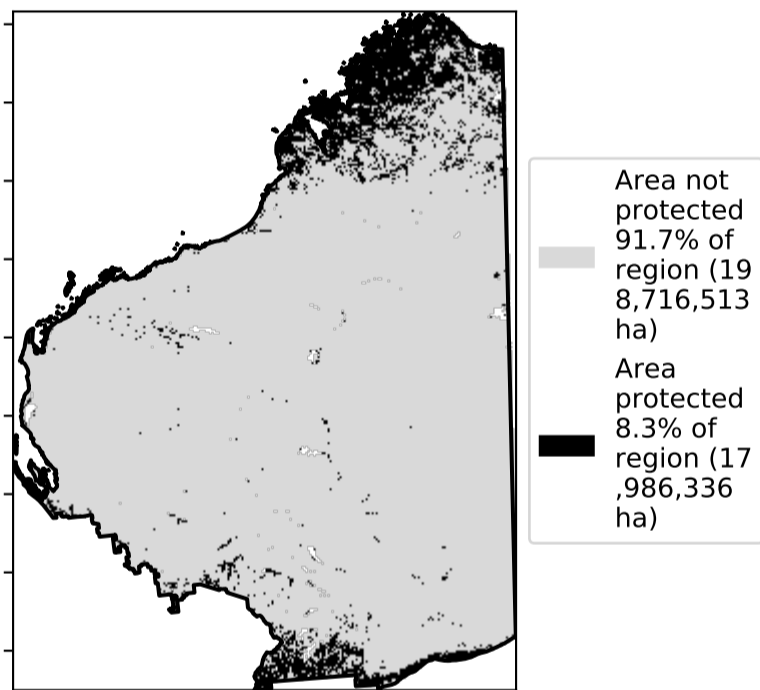 Area not
protected
91.7% of
region (19
8,716,513
ha)
Area
protected
8.3% of
region (17
,986,336
ha)